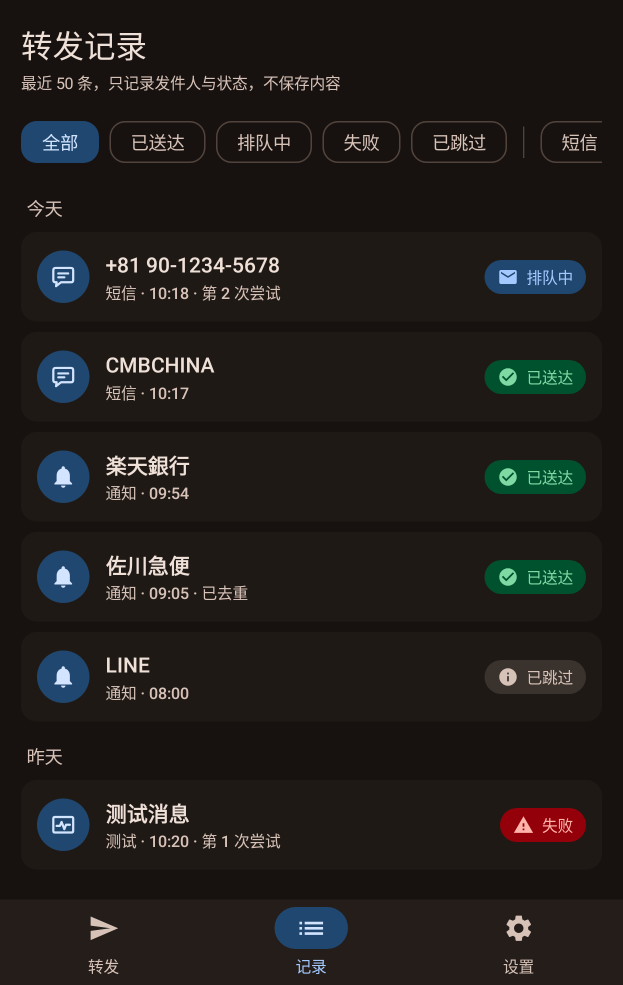 转发记录
最近 50 条，只记录发件人与状态，不保存内容
全部 已送达 排队中 失败 已跳过 短信
今天
+81 90-1234-5678
短信 · 10:18 · 第 2 次尝试
排队中
CMBCHINA
短信 · 10:17
已送达
楽天銀行
通知 · 09:54
已送达
佐川急便
通知 · 09:05 · 已去重
已送达
LINE
通知 · 08:00
已跳过
昨天
测试消息
测试 · 10:20 · 第 1 次尝试
失败
转发 记录 设置